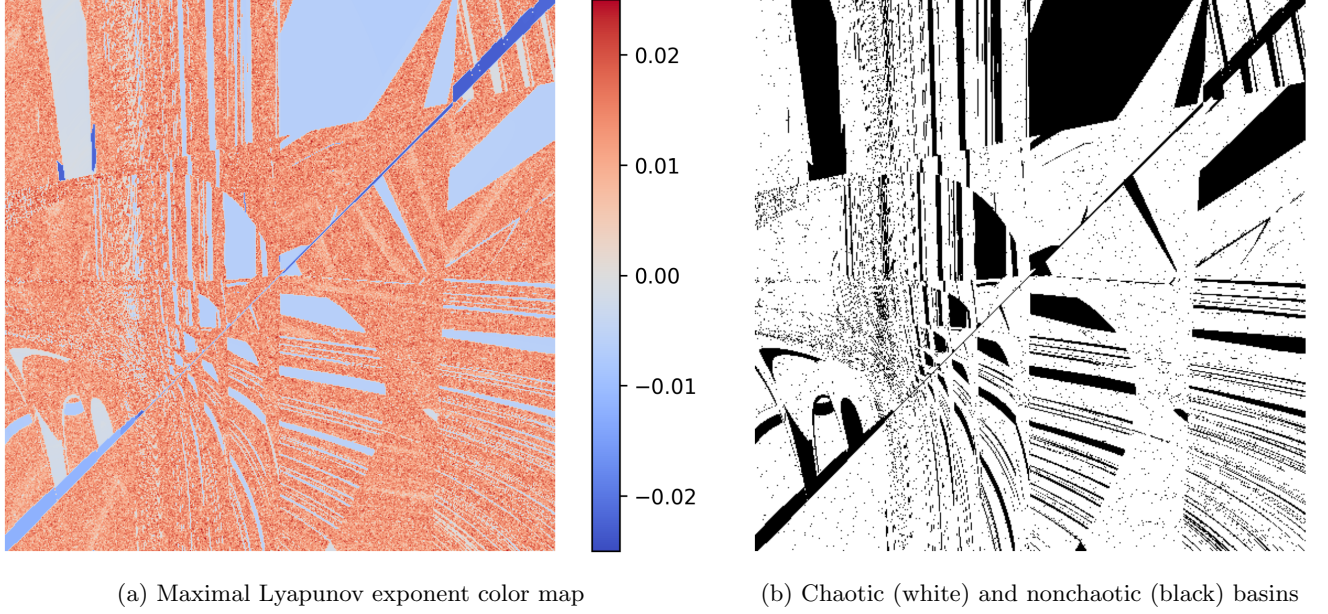 0.02
0.01
0.00
−0.01
−0.02
(a) Maximal Lyapunov exponent color map
(b) Chaotic (white) and nonchaotic (black) basins